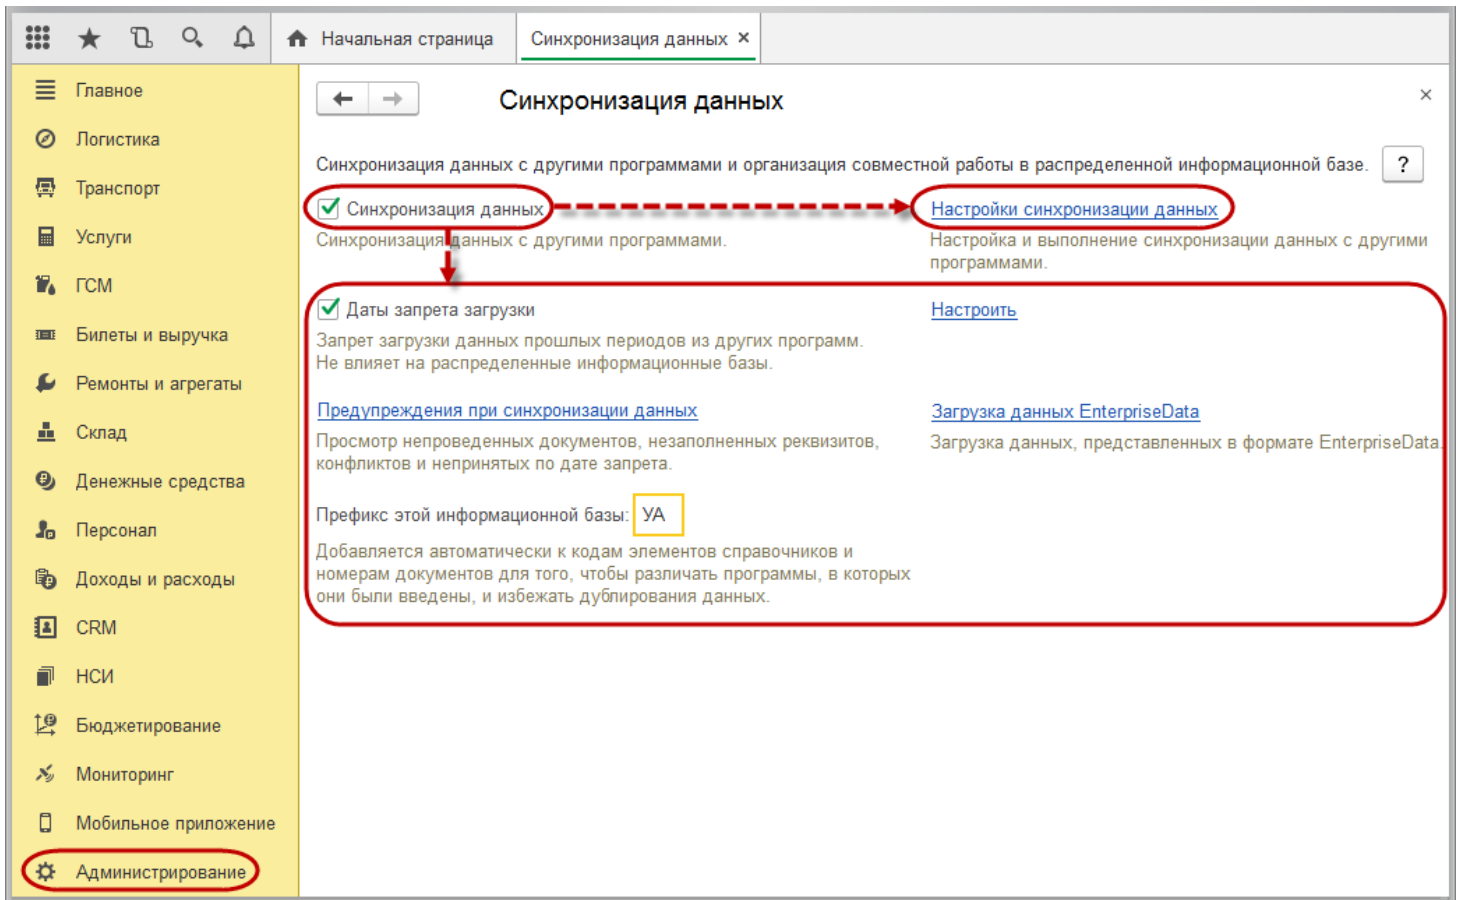 Начальная страница
Синхронизация данных ×
Главное
Логистика
Транспорт
Услуги
ГСМ
Билеты и выручка
Ремонты и агрегаты
Склад
Денежные средства
Персонал
Доходы и расходы
CRM
НСИ
Бюджетирование
Мониторинг
Мобильное приложение
Администрирование
Синхронизация данных
×
Синхронизация данных с другими программами и организация совместной работы в распределенной информационной базе. ?
Синхронизация данных
Синхронизация данных с другими программами.
Настройки синхронизации данных
Настройка и выполнение синхронизации данных с другими
программами.
Даты запрета загрузки
Запрет загрузки данных прошлых периодов из других программ.
Не влияет на распределенные информационные базы.
Настроить
Предупреждения при синхронизации данных
Просмотр непроведенных документов, незаполненных реквизитов,
конфликтов и непринятых по дате запрета.
Загрузка данных EnterpriseData
Загрузка данных, представленных в формате EnterpriseData.
Префикс этой информационной базы: УА
Добавляется автоматически к кодам элементов справочников и
номерам документов для того, чтобы различать программы, в которых
они были введены, и избежать дублирования данных.